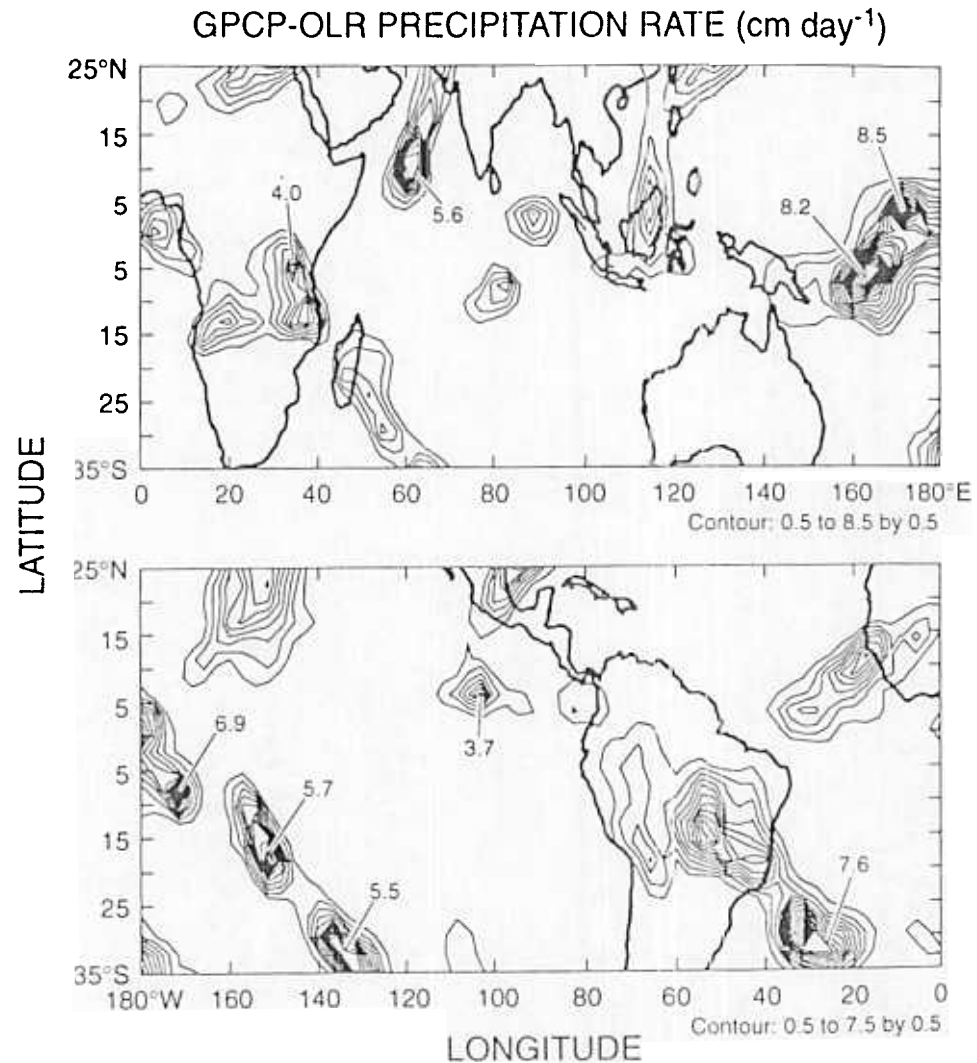 GPCP-OLR PRECIPITATION RATE (cm day⁻¹)
LATITUDE
25°N
15
5
5
15
25
35°S
8.5
8.2
4.0
5.6
0 20 40 60 80 100 120 140 160 180°E
Contour: 0.5 to 8.5 by 0.5
25°N
15
5
5
15
25
35°S
6.9
5.7
5.5
3.7
7.6
180°W 160 140 120 100 80 60 40 20 0
Contour: 0.5 to 7.5 by 0.5
LONGITUDE